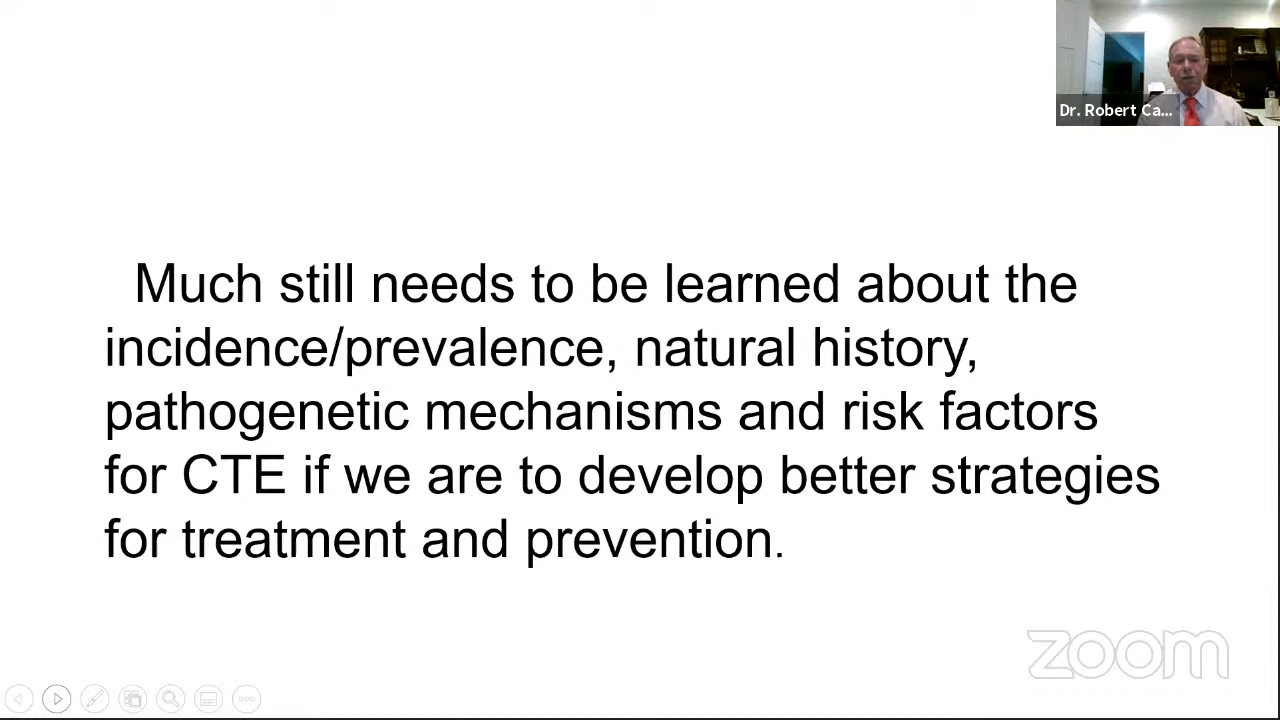 Dr. Robert Ca...
Much still needs to be learned about the
incidence/prevalence, natural history,
pathogenetic mechanisms and risk factors
for CTE if we are to develop better strategies
for treatment and prevention.
zoom